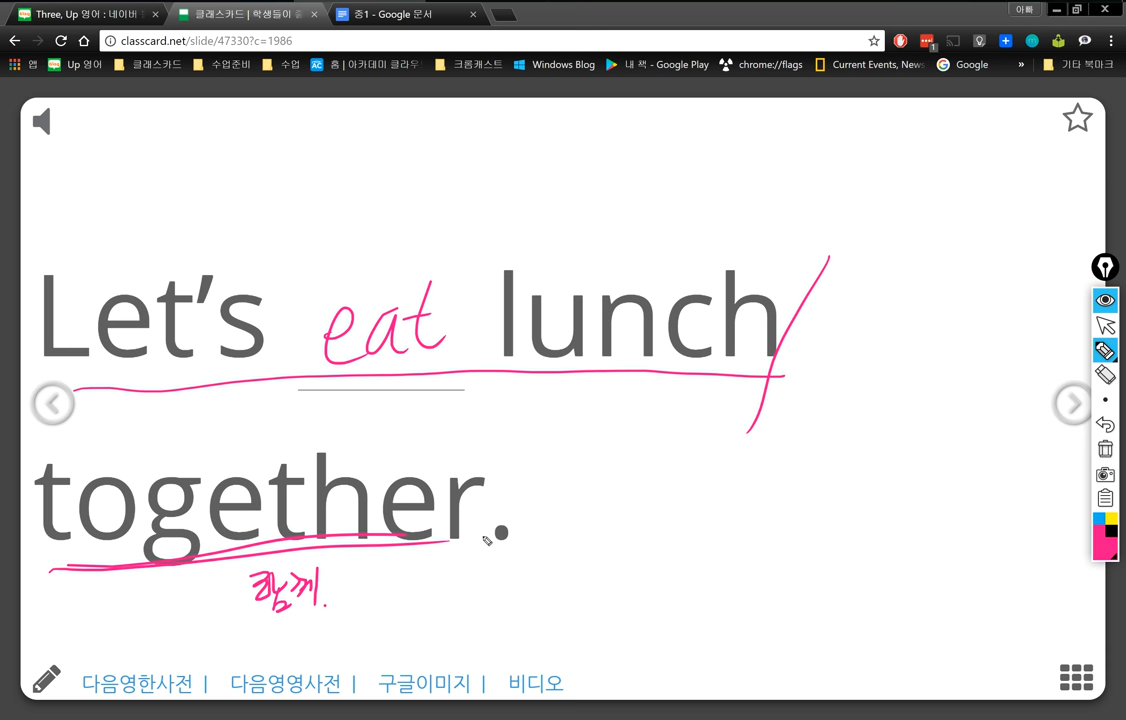 Three, Up 영어 : 네이버
클래스카드 | 학생들이 
중1 - Google 문서
아빠
classcard.net/slide/47330?c=1986
1
앱
Up 영어
클래스카드
수업준비
수업
홈 | 아카데미 클라우
크롬캐스트
Windows Blog
내 책 - Google Play
chrome://flags
Current Events, News
Google
»
기타 북마크
Let's eat lunch
together.
함께.
다음영한사전 | 다음영영사전 | 구글이미지 | 비디오